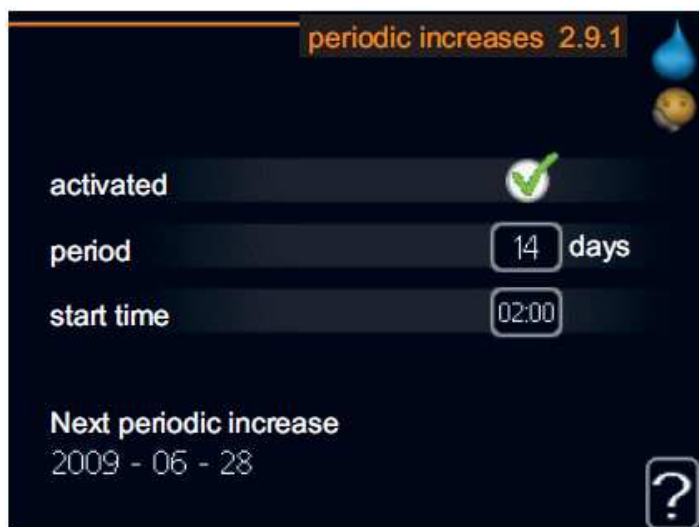 periodic increases 2.9.1
activated
period 14 days
start time 02:00
Next periodic increase
2009 - 06 - 28
?